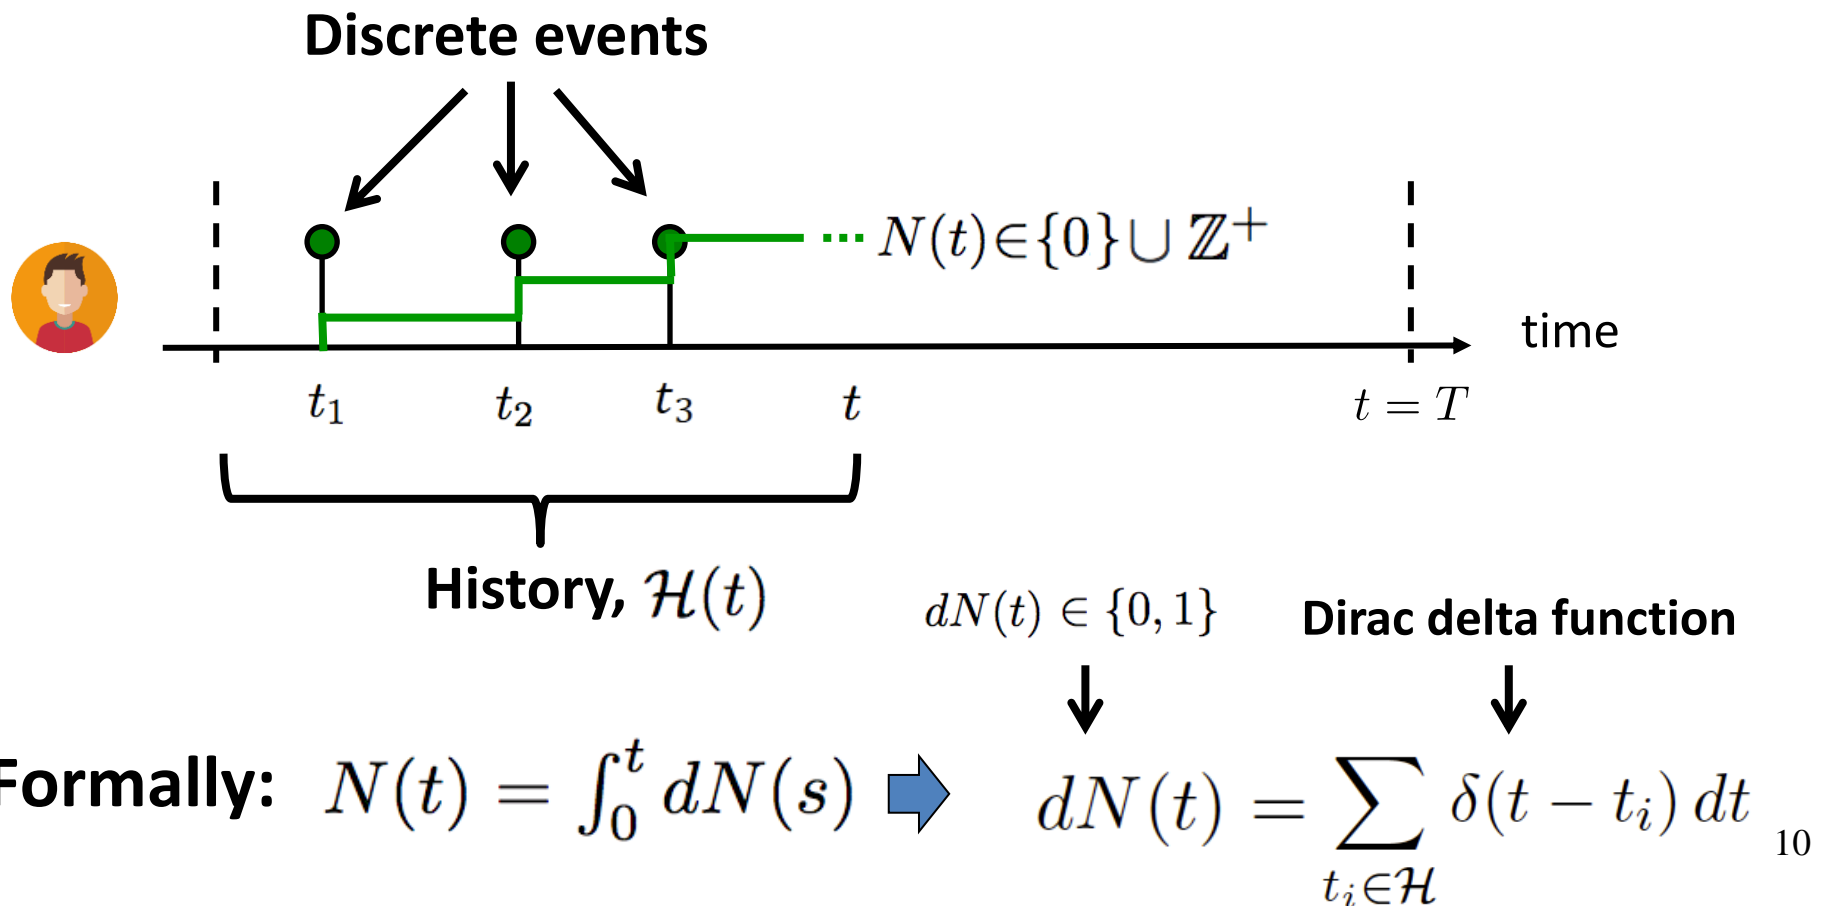 Discrete events
N(t)∈{0}∪ ℤ⁺
time
t₁ t₂ t₃ t t = T
History, ℋ(t)
dN(t) ∈ {0, 1}
Dirac delta function
Formally: N(t) = ∫₀ᵗ dN(s) dN(t) = ∑_{tᵢ∈ℋ} δ(t − tᵢ) dt
10